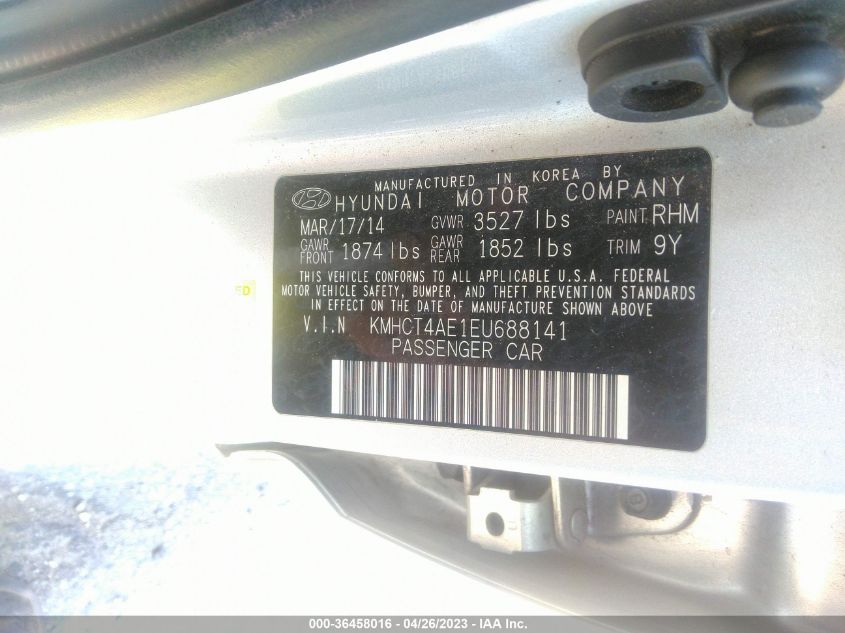 MANUFACTURED IN KOREA BY
HYUNDAI MOTOR COMPANY
MAR/17/14 GVWR 3527 lbs PAINT RHM
GAWR FRONT 1874 lbs GAWR REAR 1852 lbs TRIM 9Y
THIS VEHICLE CONFORMS TO ALL APPLICABLE U.S.A. FEDERAL
MOTOR VEHICLE SAFETY, BUMPER, AND THEFT PREVENTION STANDARDS
IN EFFECT ON THE DATE OF MANUFACTURE SHOWN ABOVE
V.I.N KMHCT4AE1EU688141
PASSENGER CAR
000-36458016 - 04/26/2023 - IAA Inc.